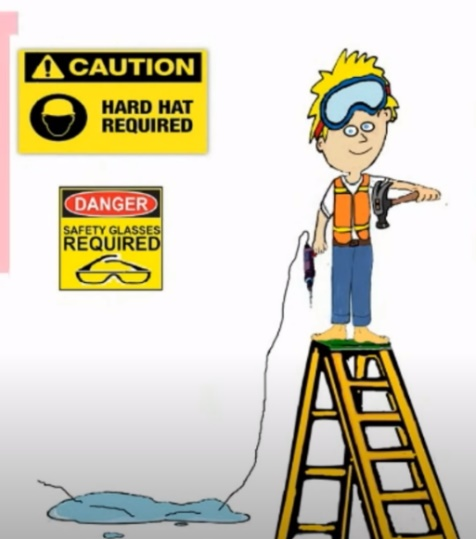 CAUTION
HARD HAT
REQUIRED
DANGER
SAFETY GLASSES
REQUIRED